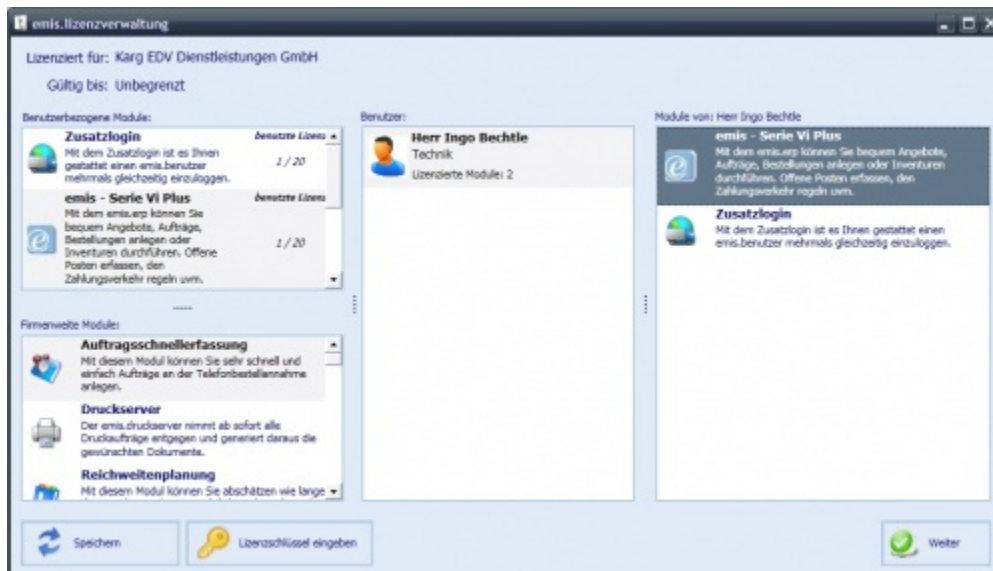 emis.lizenzverwaltung
Lizenziert für: Karg EDV Dienstleistungen GmbH
Gültig bis: Unbegrenzt
Benutzerbezogene Module:
Zusatzlogin
benutzte Lizens
Mit dem Zusatzlogin ist es Ihnen
gestattet einen emis.benutzer
mehrmals gleichzeitig einzuloggen.
1 / 20
emis - Serie Vi Plus
benutzte Lizens
Mit dem emis.erp können Sie
bequem Angebote, Aufträge,
Bestellungen anlegen oder
Inventuren durchführen. Offene
Posten erfassen, den
Zahlungsverkehr regeln uvm.
1 / 20
Firmenweite Module:
Auftragsschnellerfassung
Mit diesem Modul können Sie sehr schnell und
einfach Aufträge an der Telefonbestellannahme
anlegen.
Druckserver
Der emis.druckserver nimmt ab sofort alle
Druckaufträge entgegen und generiert daraus die
gewünschten Dokumente.
Reichweitenplanung
Mit diesem Modul können Sie abschätzen wie lange
Benutzer:
Herr Ingo Bechtle
Technik
Lizenzierte Module: 2
Module von: Herr Ingo Bechtle
emis - Serie Vi Plus
Mit dem emis.erp können Sie bequem Angebote,
Aufträge, Bestellungen anlegen oder Inventuren
durchführen. Offene Posten erfassen, den
Zahlungsverkehr regeln uvm.
Zusatzlogin
Mit dem Zusatzlogin ist es Ihnen gestattet einen
emis.benutzer mehrmals gleichzeitig einzuloggen.
Speichern
Lizenzschlüssel eingeben
Weiter